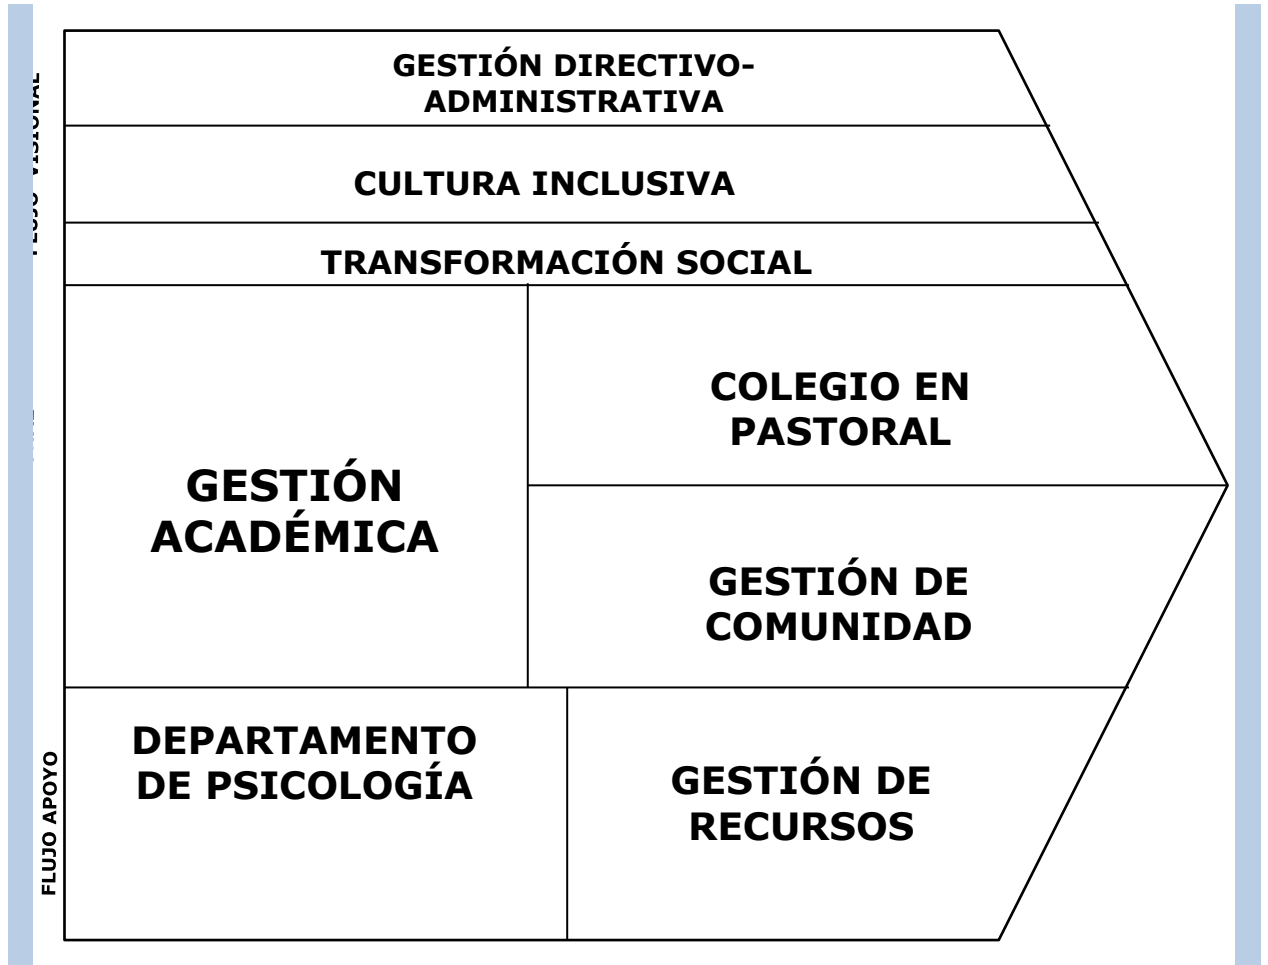 GESTIÓN DIRECTIVO-
ADMINISTRATIVA
CULTURA INCLUSIVA
TRANSFORMACIÓN SOCIAL
COLEGIO EN
PASTORAL
GESTIÓN
ACADÉMICA
GESTIÓN DE
COMUNIDAD
DEPARTAMENTO
DE PSICOLOGÍA
GESTIÓN DE
RECURSOS
FLUJO VISIONAL
FLUJO APOYO